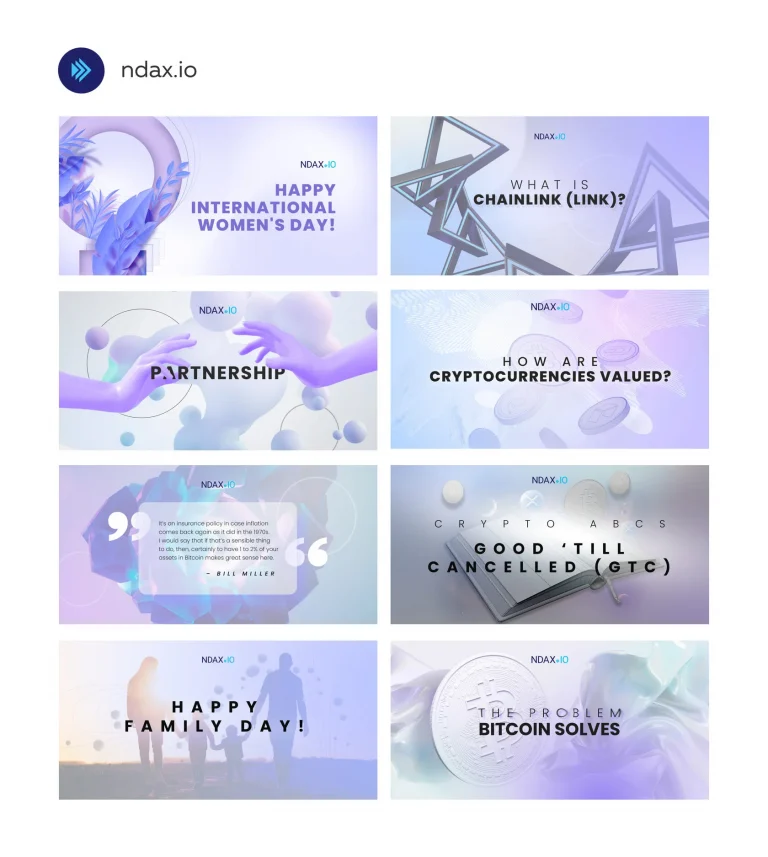 ndax.io
NDAX.IO
HAPPY
INTERNATIONAL
WOMEN'S DAY!
NDAX.IO
WHAT IS
CHAINLINK (LINK)?
NDAX.IO
PARTNERSHIP
NDAX.IO
HOW ARE
CRYPTOCURRENCIES VALUED?
NDAX.IO
It's an insurance policy in case inflation
comes back again as it did in the 1970s.
I would say that if that's a sensible thing
to do, then, certainly to have 1 to 2% of your
assets in Bitcoin makes great sense here.
– BILL MILLER
NDAX.IO
CRYPTO ABCS
GOOD ‘TILL
CANCELLED (GTC)
NDAX.IO
HAPPY
FAMILY DAY!
NDAX.IO
THE PROBLEM
BITCOIN SOLVES